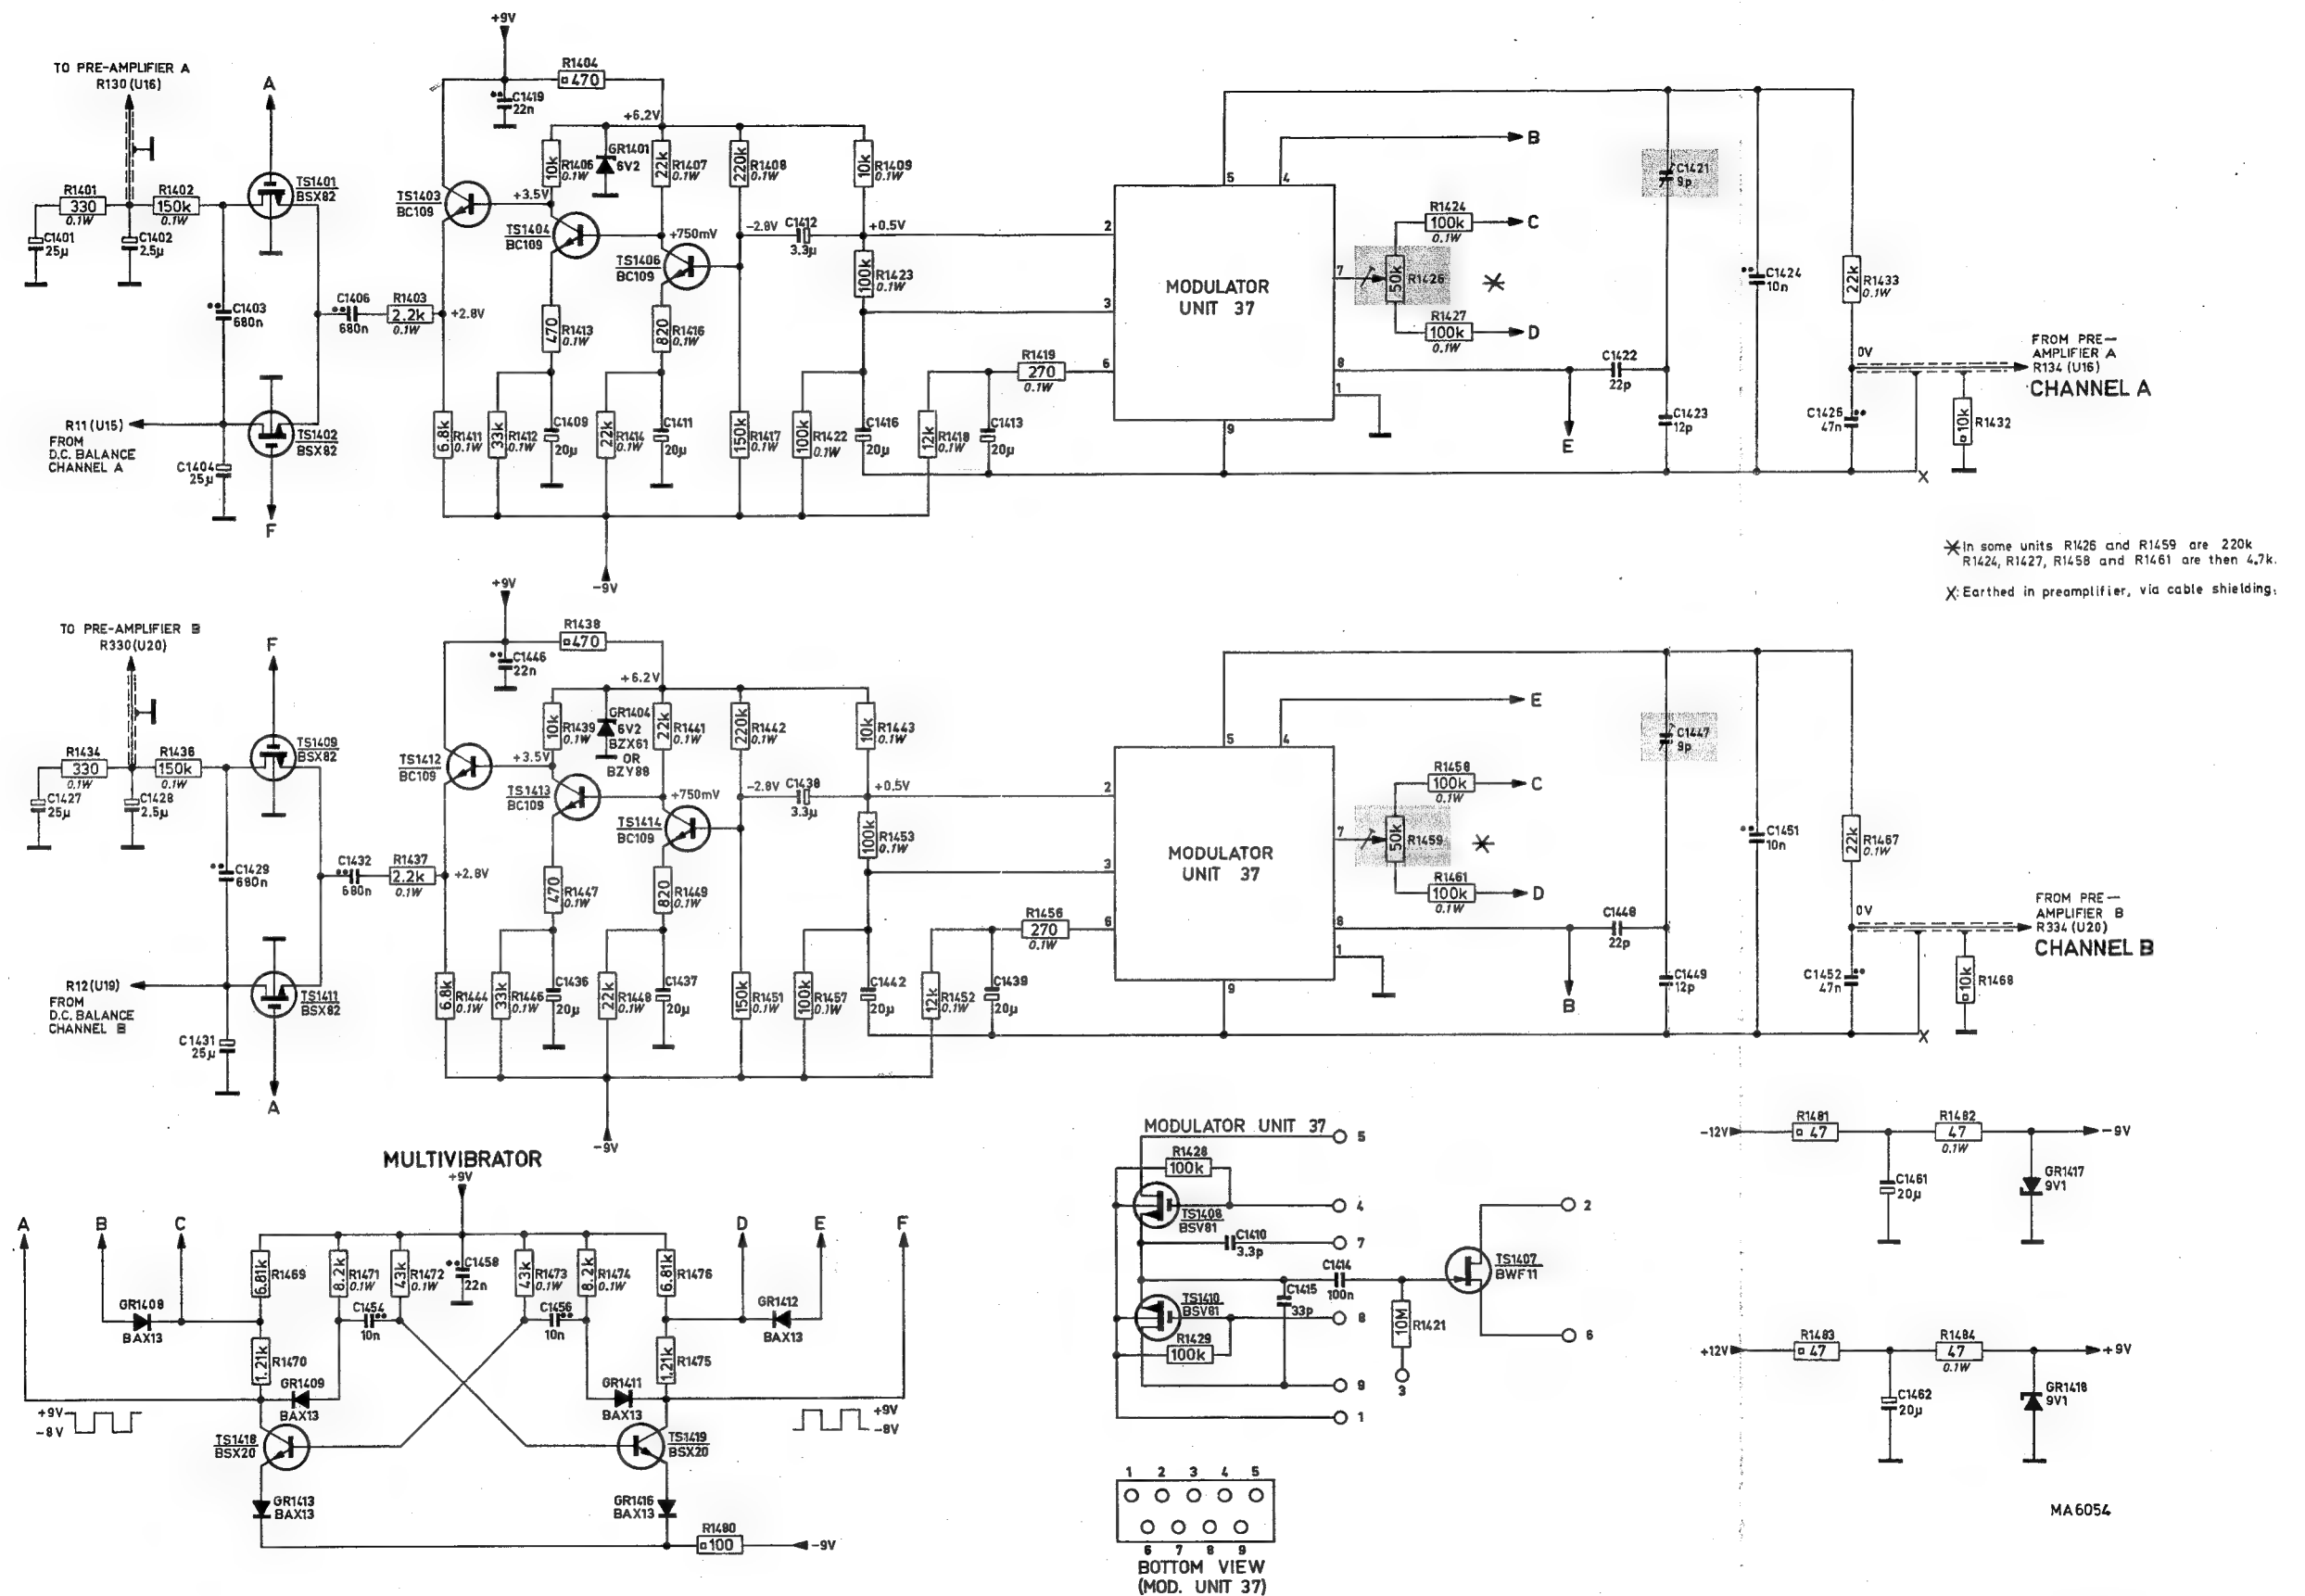 +9V
TO PRE-AMPLIFIER A
R130 (U16)
A
R1404
470
C1419
22n
+6.2V
B
R1401
330
0.1W
R1402
150k
0.1W
TS1401
BSX82
C1401
25µ
C1402
2.5µ
TS1403
BC109
+3.5V
10k
R1406
0.1W
GR1401
6V2
22k
R1407
0.1W
220k
R1408
0.1W
10k
R1409
0.1W
TS1404
BC109
+750mV
TS1406
BC109
-2.8V
C1412
3.3µ
+0.5V
100k
R1423
0.1W
5
4
2
3
6
7
8
1
9
MODULATOR
UNIT 37
R1424
100k
0.1W
C
50k
R1426
R1427
100k
0.1W
D
C1421
9p
C1424
10n
22k
R1433
0.1W
C1403
680n
C1406
680n
R1403
2.2k
0.1W
+2.8V
470
R1413
0.1W
820
R1416
0.1W
R1419
270
0.1W
C1422
22p
0V
FROM PRE-
AMPLIFIER A
R134 (U16)
CHANNEL A
R11 (U15)
FROM
D.C. BALANCE
CHANNEL A
TS1402
BSX82
C1404
25µ
F
6.8k
R1411
0.1W
33k
R1412
0.1W
C1409
20µ
22k
R1414
0.1W
C1411
20µ
150k
R1417
0.1W
100k
R1422
0.1W
C1416
20µ
12k
R1418
0.1W
C1413
20µ
E
C1423
12p
C1426
47n
10k
R1432
X
-9V
In some units R1426 and R1459 are 220k
R1424, R1427, R1458 and R1461 are then 4.7k.
X: Earthed in preamplifier, via cable shielding.
+9V
TO PRE-AMPLIFIER B
R330 (U20)
F
R1438
470
C1446
22n
+6.2V
E
R1434
330
0.1W
R1436
150k
0.1W
TS1409
BSX82
C1427
25µ
C1428
2.5µ
TS1412
BC109
+3.5V
10k
R1439
0.1W
GR1404
6V2
BZX61
OR
BZY88
22k
R1441
0.1W
220k
R1442
0.1W
10k
R1443
0.1W
TS1413
BC109
+750mV
TS1414
BC109
-2.8V
C1438
3.3µ
+0.5V
100k
R1453
0.1W
5
4
2
3
6
7
8
1
9
MODULATOR
UNIT 37
R1458
100k
0.1W
C
50k
R1459
R1461
100k
0.1W
D
C1447
9p
C1451
10n
22k
R1467
0.1W
C1429
680n
C1432
680n
R1437
2.2k
0.1W
+2.8V
470
R1447
0.1W
820
R1449
0.1W
R1456
270
0.1W
C1448
22p
0V
FROM PRE-
AMPLIFIER B
R334 (U20)
CHANNEL B
R12 (U19)
FROM
D.C. BALANCE
CHANNEL B
TS1411
BSX82
C1431
25µ
A
6.8k
R1444
0.1W
33k
R1446
0.1W
C1436
20µ
22k
R1448
0.1W
C1437
20µ
150k
R1451
0.1W
100k
R1457
0.1W
C1442
20µ
12k
R1452
0.1W
C1439
20µ
B
C1449
12p
C1452
47n
10k
R1468
X
-9V
MULTIVIBRATOR
+9V
A
B
C
D
E
F
6.81k
R1469
8.2k
R1471
0.1W
43k
R1472
0.1W
C1458
22n
43k
R1473
0.1W
8.2k
R1474
0.1W
6.81k
R1476
GR1408
BAX13
C1454
10n
C1456
10n
GR1412
BAX13
1.21k
R1470
1.21k
R1475
GR1409
BAX13
GR1411
BAX13
+9V
-8V
+9V
-8V
TS1418
BSX20
TS1419
BSX20
GR1413
BAX13
GR1416
BAX13
R1480
100
-9V
MODULATOR UNIT 37
5
R1428
100k
TS1408
BSV81
4
C1410
3.3p
7
C1414
100n
C1415
33p
TS1410
BSV81
8
R1429
100k
10M
R1421
3
9
1
TS1407
BWF11
2
6
1 2 3 4 5
6 7 8 9
BOTTOM VIEW
(MOD. UNIT 37)
-12V
R1481
47
R1482
47
0.1W
-9V
C1461
20µ
GR1417
9V1
+12V
R1483
47
R1484
47
0.1W
+9V
C1462
20µ
GR1418
9V1
MA6054